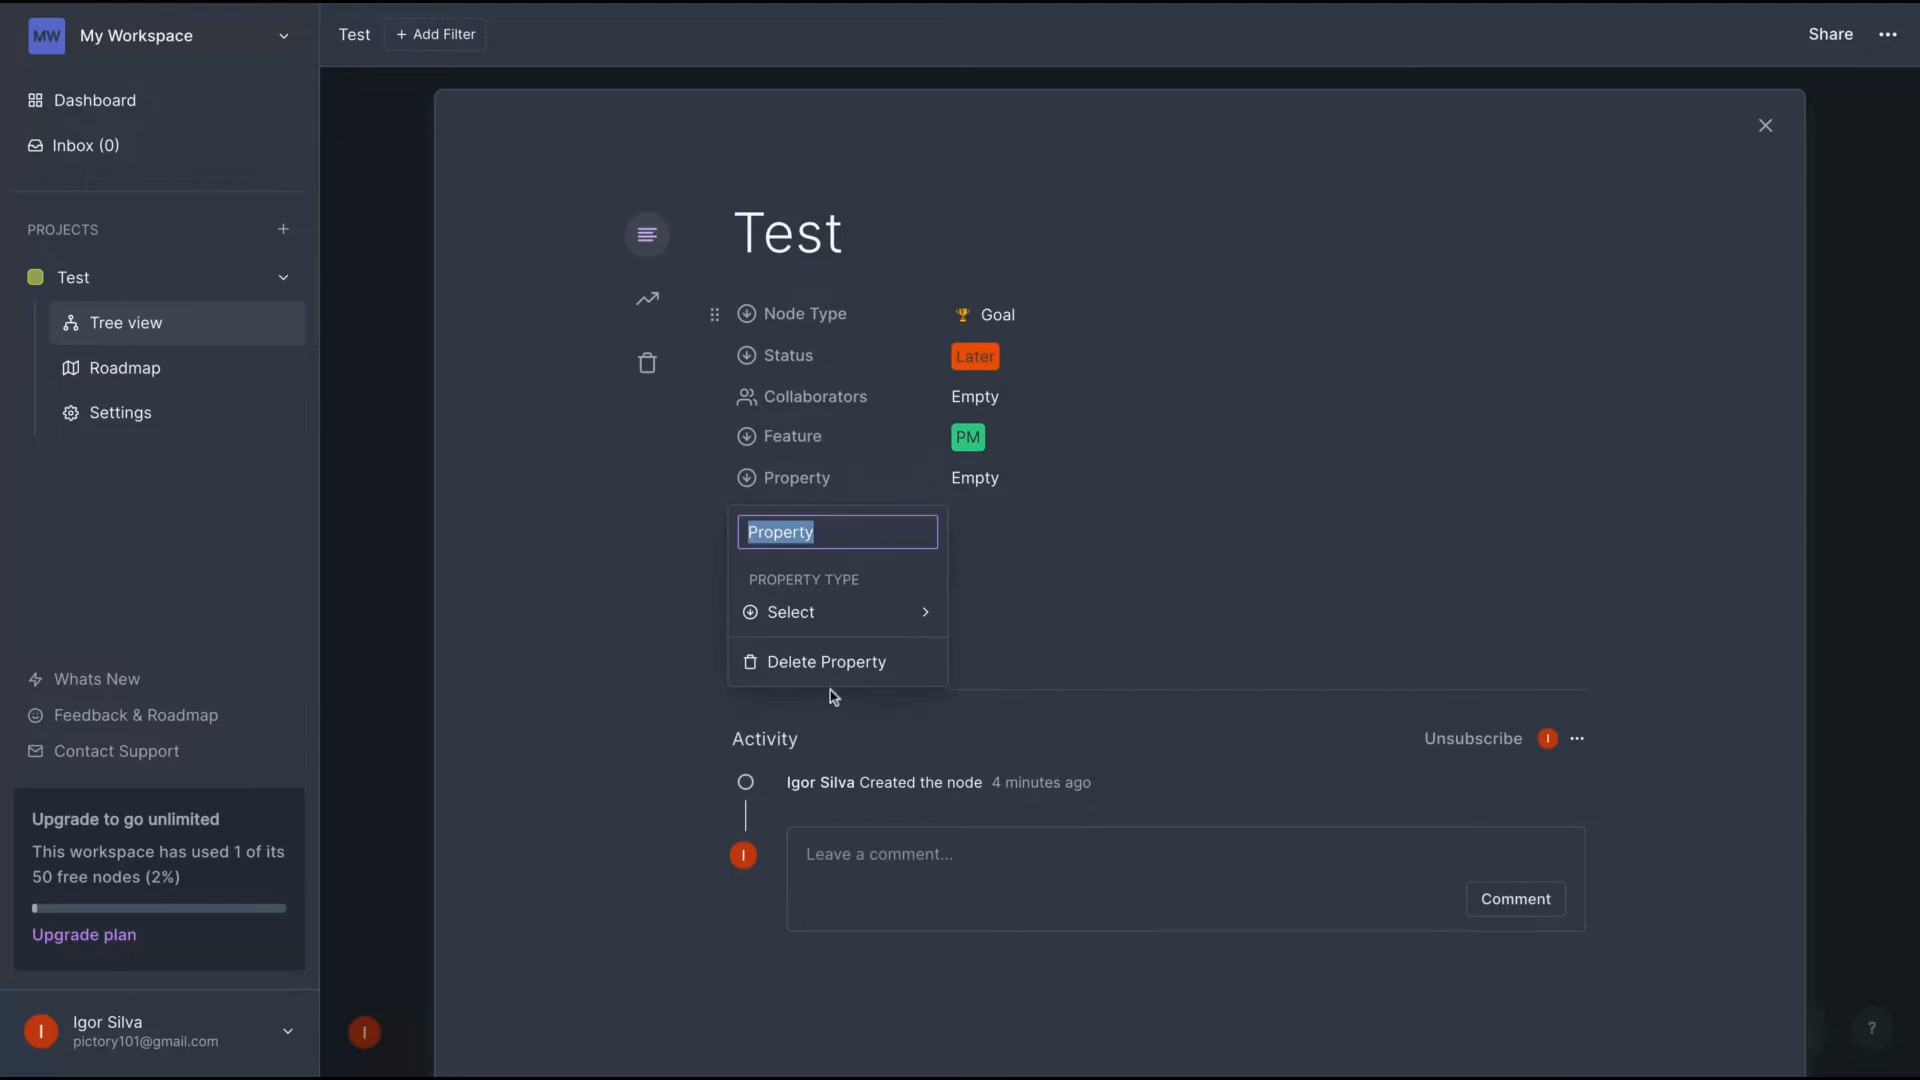 MW My Workspace
Dashboard
Inbox (0)
PROJECTS
Test
Tree view
Roadmap
Settings
Whats New
Feedback & Roadmap
Contact Support
Upgrade to go unlimited
This workspace has used 1 of its
50 free nodes (2%)
Upgrade plan
I
Igor Silva
pictory101@gmail.com
Test + Add Filter
Share
Test
Node Type Goal
Status Later
Collaborators Empty
Feature PM
Property Empty
Property
PROPERTY TYPE
Select
Delete Property
Activity
Unsubscribe I
Igor Silva Created the node 4 minutes ago
I
Leave a comment...
Comment
I
?